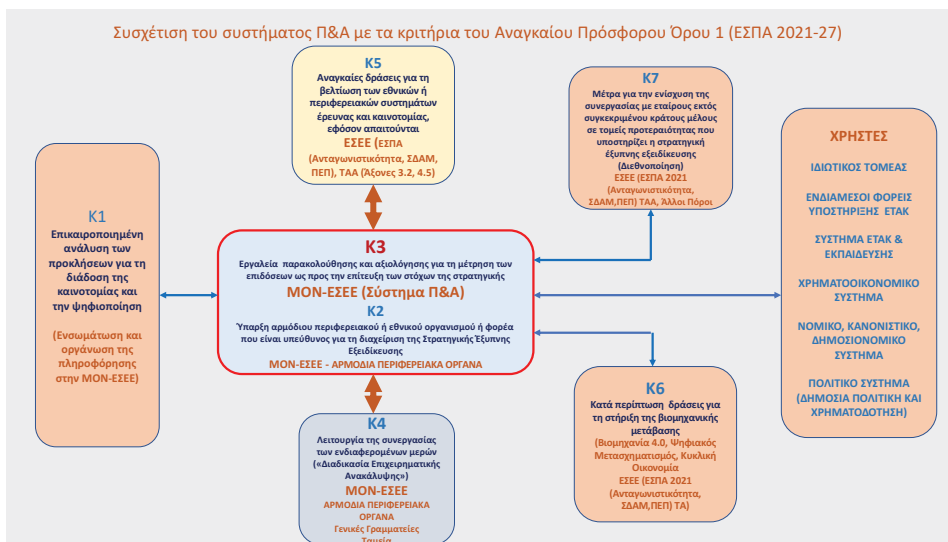 Συσχέτιση του συστήματος Π&Α με τα κριτήρια του Αναγκαίου Πρόσφορου Όρου 1 (ΕΣΠΑ 2021-27)
Κ1
Επικαιροποιημένη
ανάλυση των
προκλήσεων για τη
διάδοση της
καινοτομίας και
την ψηφιοποίηση
(Ενσωμάτωση και
οργάνωση της
πληροφόρησης
στην ΜΟΝ-ΕΣΕΕ)
Κ5
Αναγκαίες δράσεις για τη
βελτίωση των εθνικών ή
περιφερειακών συστημάτων
έρευνας και καινοτομίας,
εφόσον απαιτούνται
ΕΣΕΕ (ΕΣΠΑ
(Ανταγωνιστικότητα, ΣΔΑΜ,
ΠΕΠ), ΤΑΑ (Άξονες 3.2, 4.5)
Κ3
Εργαλεία παρακολούθησης και αξιολόγησης για τη μέτρηση των
επιδόσεων ως προς την επίτευξη των στόχων της στρατηγικής
ΜΟΝ-ΕΣΕΕ (Σύστημα Π&Α)
Κ2
Ύπαρξη αρμόδιου περιφερειακού ή εθνικού οργανισμού ή φορέα
που είναι υπεύθυνος για τη διαχείριση της Στρατηγικής Έξυπνης
Εξειδίκευσης
ΜΟΝ-ΕΣΕΕ - ΑΡΜΟΔΙΑ ΠΕΡΙΦΕΡΕΙΑΚΑ ΟΡΓΑΝΑ
Κ4
Λειτουργία της συνεργασίας
των ενδιαφερομένων μερών
(«Διαδικασία Επιχειρηματικής
Ανακάλυψης»)
ΜΟΝ-ΕΣΕΕ
ΑΡΜΟΔΙΑ ΠΕΡΙΦΕΡΕΙΑΚΑ
ΟΡΓΑΝΑ
Γενικές Γραμματείες
Ταμεία
Κ7
Μέτρα για την ενίσχυση της
συνεργασίας με εταίρους εκτός
συγκεκριμένου κράτους μέλους
σε τομείς προτεραιότητας που
υποστηρίζει η στρατηγική
έξυπνης εξειδίκευσης
(Διεθνοποίηση)
ΕΣΕΕ (ΕΣΠΑ 2021
(Ανταγωνιστικότητα,
ΣΔΑΜ,ΠΕΠ) ΤΑΑ, Άλλοι Πόροι
Κ6
Κατά περίπτωση δράσεις για
τη στήριξη της βιομηχανικής
μετάβασης
(Βιομηχανία 4.0, Ψηφιακός
Μετασχηματισμός, Κυκλική
Οικονομία
ΕΣΕΕ (ΕΣΠΑ 2021
(Ανταγωνιστικότητα,
ΣΔΑΜ,ΠΕΠ) ΤΑ)
ΧΡΗΣΤΕΣ
ΙΔΙΩΤΙΚΟΣ ΤΟΜΕΑΣ
ΕΝΔΙΑΜΕΣΟΙ ΦΟΡΕΙΣ
ΥΠΟΣΤΗΡΙΞΗΣ ΕΤΑΚ
ΣΥΣΤΗΜΑ ΕΤΑΚ &
ΕΚΠΑΙΔΕΥΣΗΣ
ΧΡΗΜΑΤΟΟΙΚΟΝΟΜΙΚΟ
ΣΥΣΤΗΜΑ
ΝΟΜΙΚΟ, ΚΑΝΟΝΙΣΤΙΚΟ,
ΔΗΜΟΣΙΟΝΟΜΙΚΟ
ΣΥΣΤΗΜΑ
ΠΟΛΙΤΙΚΟ ΣΥΣΤΗΜΑ
(ΔΗΜΟΣΙΑ ΠΟΛΙΤΙΚΗ ΚΑΙ
ΧΡΗΜΑΤΟΔΟΤΗΣΗ)